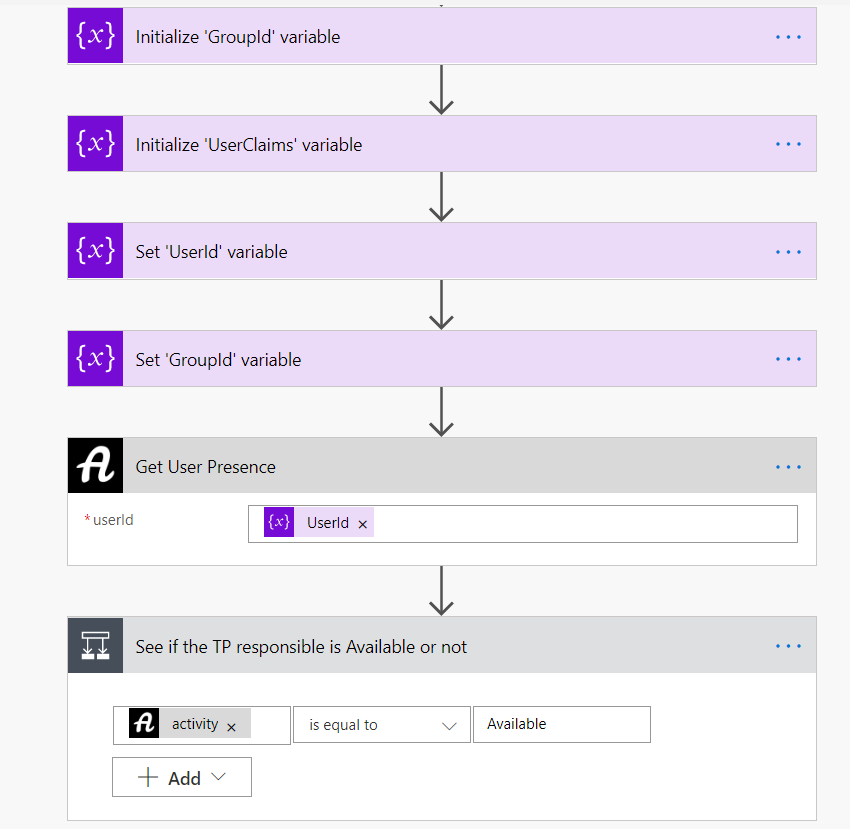 {x} Initialize 'GroupId' variable ...
{x} Initialize 'UserClaims' variable ...
{x} Set 'UserId' variable ...
{x} Set 'GroupId' variable ...
A Get User Presence ...
* userId {x} UserId ×
See if the TP responsible is Available or not ...
A activity × is equal to Available
+ Add